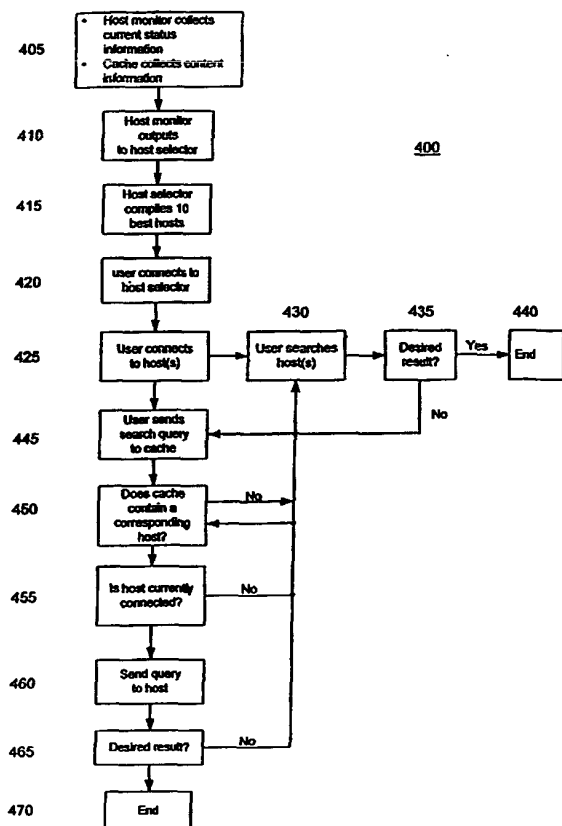 405
• Host monitor collects
current status
information
• Cache collects content
information
410
Host monitor
outputs
to host selector
400
415
Host selector
compiles 10
best hosts
420
user connects to
host selector
430
435
440
425
User connects
to host(s)
User searches
host(s)
Desired
result?
Yes
End
No
445
User sends
search query
to cache
450
Does cache
contain a
corresponding
host?
No
455
Is host currently
connected?
No
460
Send query
to host
465
Desired result?
No
470
End